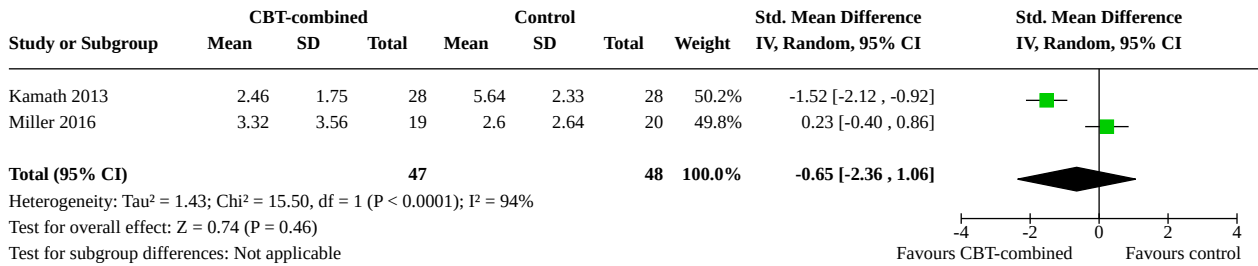 CBT-combined Control Std. Mean Difference Std. Mean Difference
Study or Subgroup Mean SD Total Mean SD Total Weight IV, Random, 95% CI IV, Random, 95% CI
Kamath 2013 2.46 1.75 28 5.64 2.33 28 50.2% -1.52 [-2.12 , -0.92]
Miller 2016 3.32 3.56 19 2.6 2.64 20 49.8% 0.23 [-0.40 , 0.86]
Total (95% CI) 47 48 100.0% -0.65 [-2.36 , 1.06]
Heterogeneity: Tau² = 1.43; Chi² = 15.50, df = 1 (P < 0.0001); I² = 94%
Test for overall effect: Z = 0.74 (P = 0.46)
-4 -2 0 2 4
Test for subgroup differences: Not applicable Favours CBT-combined Favours control